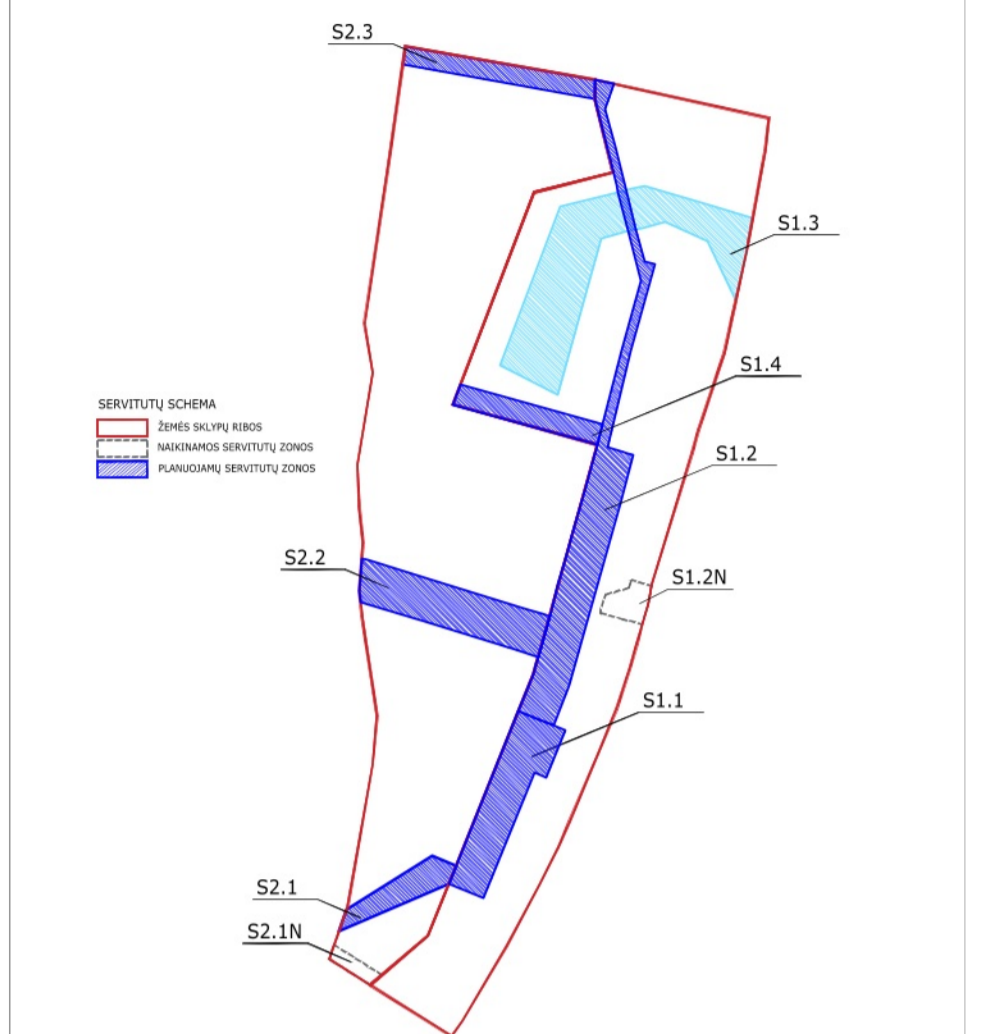 S2.3
S1.3
S1.4
SERVITUTŲ SCHEMA
ŽEMĖS SKLYPŲ RIBOS
NAIKINAMOS SERVITUTŲ ZONOS
PLANUOJAMŲ SERVITUTŲ ZONOS
S1.2
S2.2
S1.2N
S1.1
S2.1
S2.1N